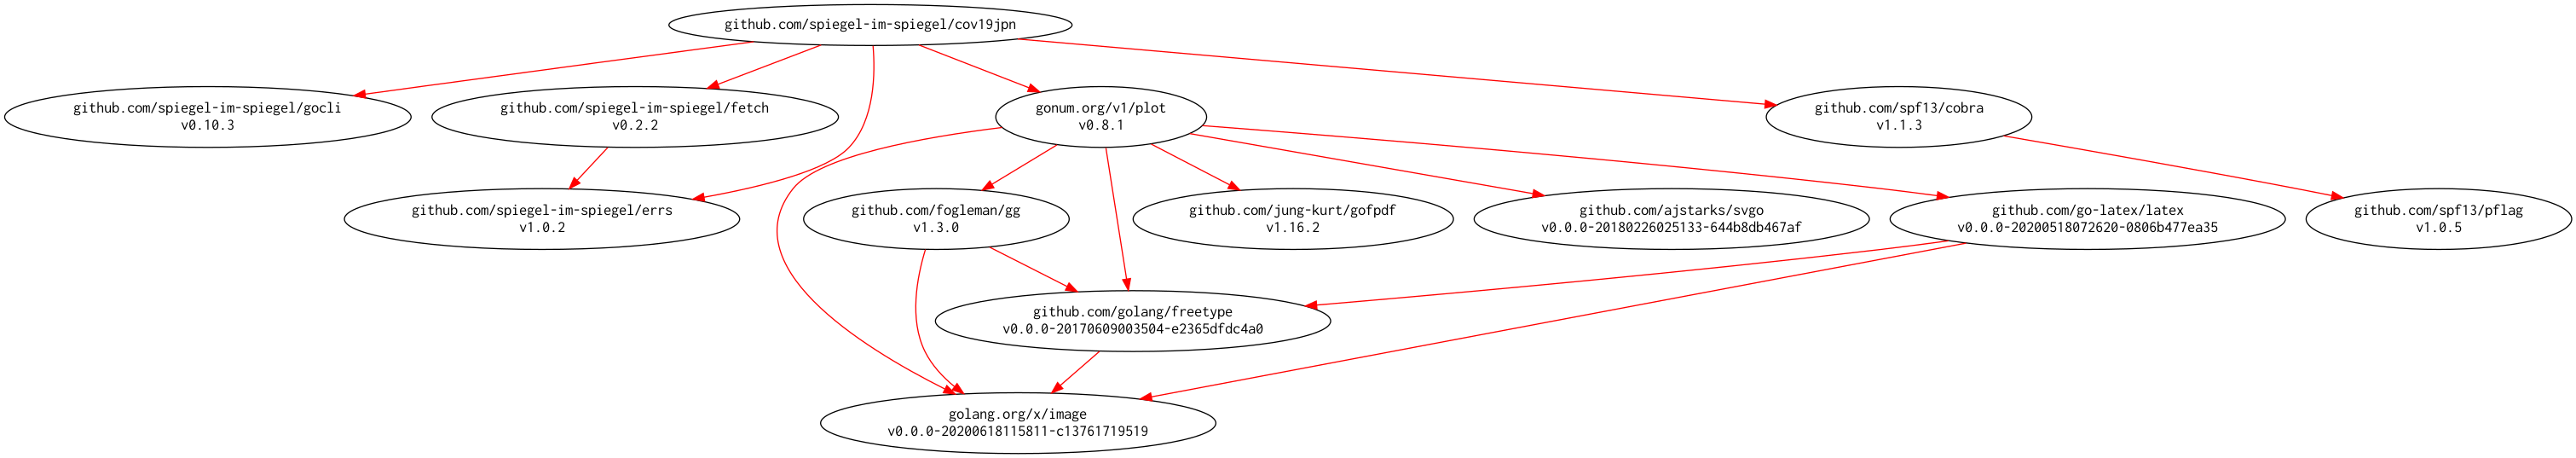 github.com/spiegel-im-spiegel/cov19jpn
github.com/spiegel-im-spiegel/gocli
v0.10.3
github.com/spiegel-im-spiegel/fetch
v0.2.2
gonum.org/v1/plot
v0.8.1
github.com/spf13/cobra
v1.1.3
github.com/spiegel-im-spiegel/errs
v1.0.2
github.com/fogleman/gg
v1.3.0
github.com/jung-kurt/gofpdf
v1.16.2
github.com/ajstarks/svgo
v0.0.0-20180226025133-644b8db467af
github.com/go-latex/latex
v0.0.0-20200518072620-0806b477ea35
github.com/spf13/pflag
v1.0.5
github.com/golang/freetype
v0.0.0-20170609003504-e2365dfdc4a0
golang.org/x/image
v0.0.0-20200618115811-c13761719519